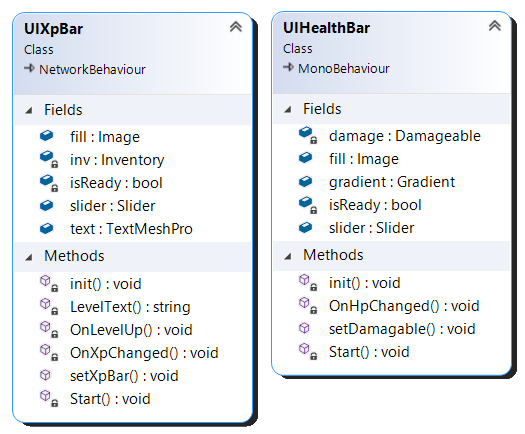 UIXpBar
Class
NetworkBehaviour
Fields
fill : Image
inv : Inventory
isReady : bool
slider : Slider
text : TextMeshPro
Methods
init() : void
LevelText() : string
OnLevelUp() : void
OnXpChanged() : void
setXpBar() : void
Start() : void
UIHealthBar
Class
MonoBehaviour
Fields
damage : Damageable
fill : Image
gradient : Gradient
isReady : bool
slider : Slider
Methods
init() : void
OnHpChanged() : void
setDamagable() : void
Start() : void